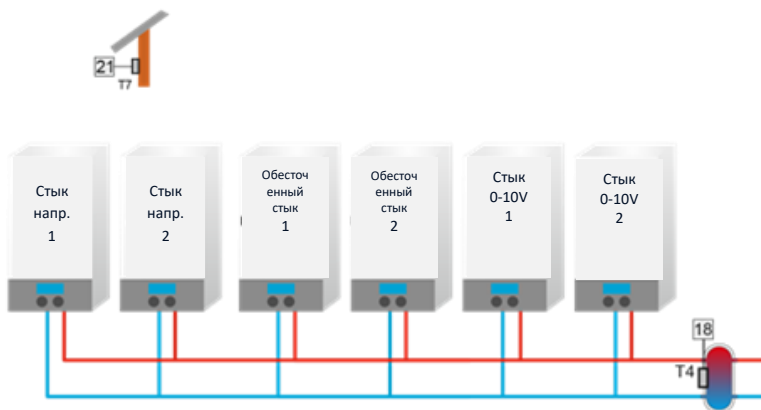 21
T7
Стык
напр.
1
Стык
напр.
2
Обесточ
енный
стык
1
Обесточ
енный
стык
2
Стык
0-10V
1
Стык
0-10V
2
18
T4